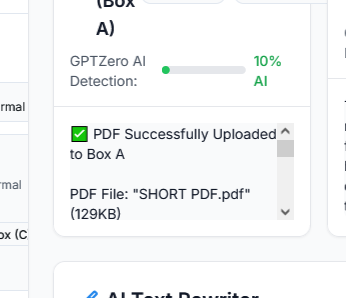 (Box
A)
GPTZero AI
Detection:
10%
AI
✅ PDF Successfully Uploaded
to Box A
PDF File: "SHORT PDF.pdf"
(129KB)
rmal
rmal
ox (C
AI Text Rewriter